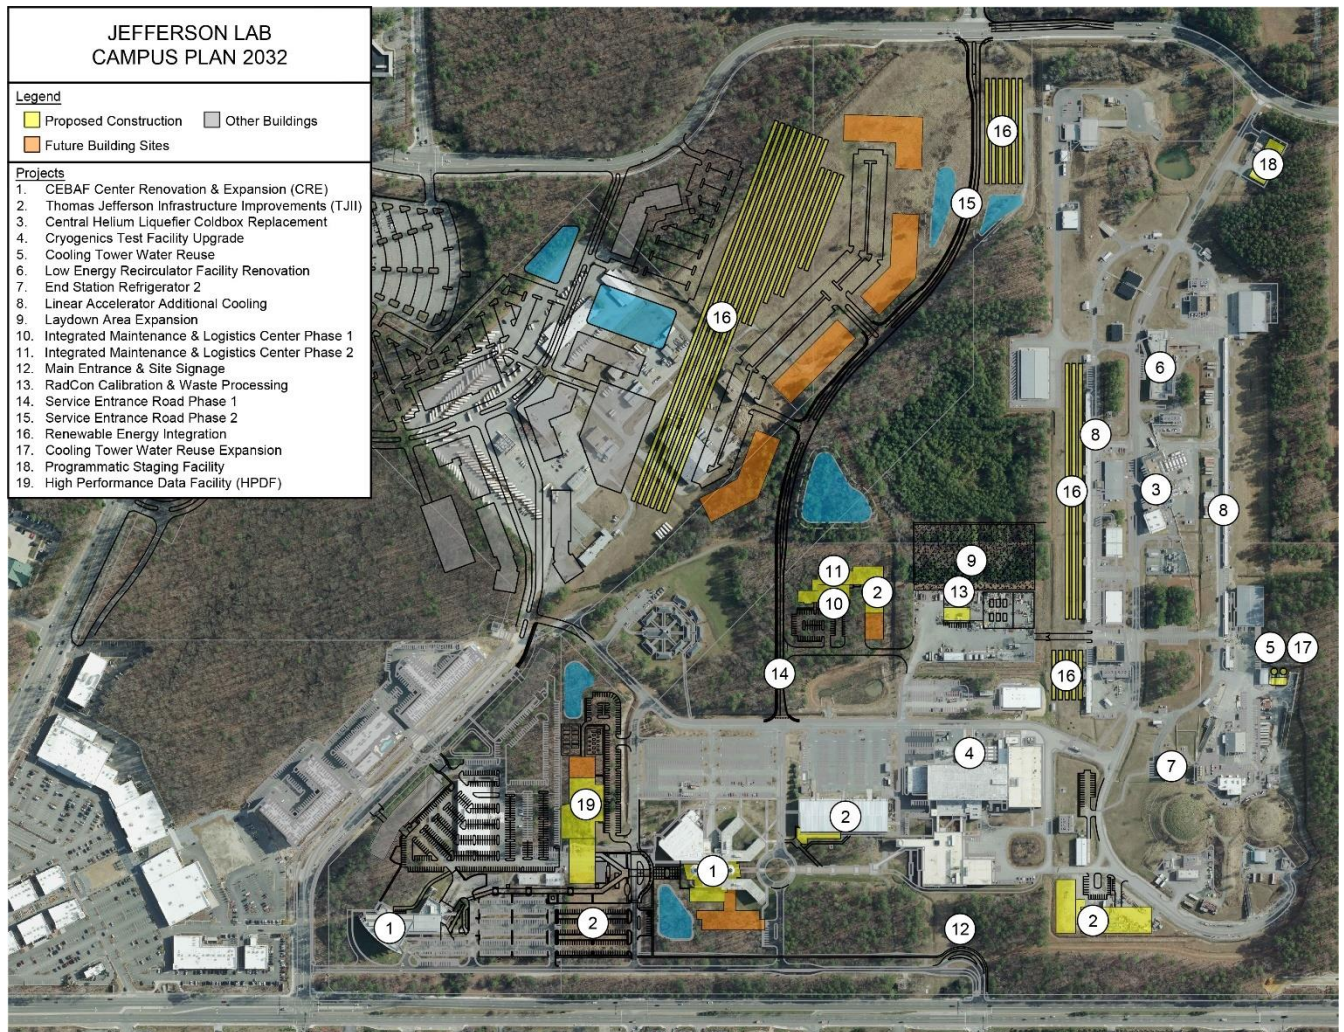 JEFFERSON LAB
CAMPUS PLAN 2032
Legend
Proposed Construction
Other Buildings
Future Building Sites
Projects
1. CEBAF Center Renovation & Expansion (CRE)
2. Thomas Jefferson Infrastructure Improvements (TJII)
3. Central Helium Liquefier Coldbox Replacement
4. Cryogenics Test Facility Upgrade
5. Cooling Tower Water Reuse
6. Low Energy Recirculator Facility Renovation
7. End Station Refrigerator 2
8. Linear Accelerator Additional Cooling
9. Laydown Area Expansion
10. Integrated Maintenance & Logistics Center Phase 1
11. Integrated Maintenance & Logistics Center Phase 2
12. Main Entrance & Site Signage
13. RadCon Calibration & Waste Processing
14. Service Entrance Road Phase 1
15. Service Entrance Road Phase 2
16. Renewable Energy Integration
17. Cooling Tower Water Reuse Expansion
18. Programmatic Staging Facility
19. High Performance Data Facility (HPDF)
16
18
15
16
6
8
16
3
8
9
11
13
2
10
5 17
14
16
4
7
19
2
1
1
2
12
2